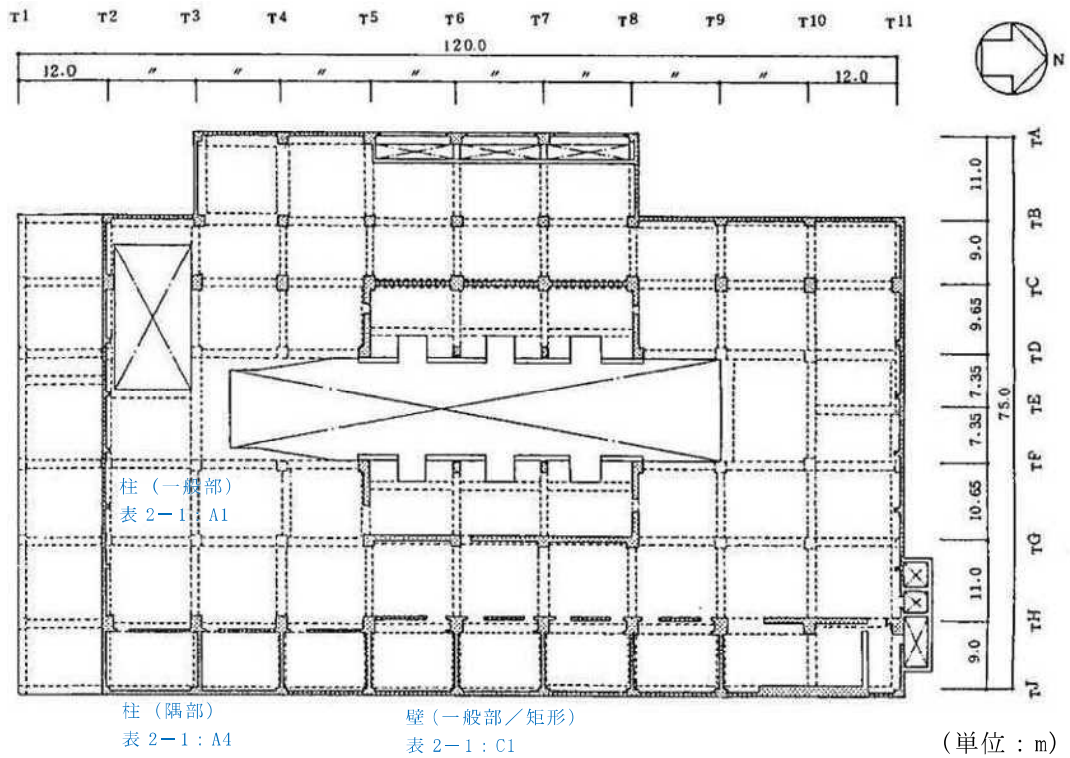 T1 T2 T3 T4 T5 T6 T7 T8 T9 T10 T11
120.0
12.0 〃 〃 〃 〃 〃 〃 〃 〃 12.0
N
TA
11.0
TB
9.0
TC
9.65
TD
7.35
TE
75.0
7.35
TF
10.65
TG
11.0
TH
9.0
TJ
柱（一般部）
表 2－1：A1
柱（隅部）
表 2－1：A4
壁（一般部／矩形）
表 2－1：C1
（単位：m）